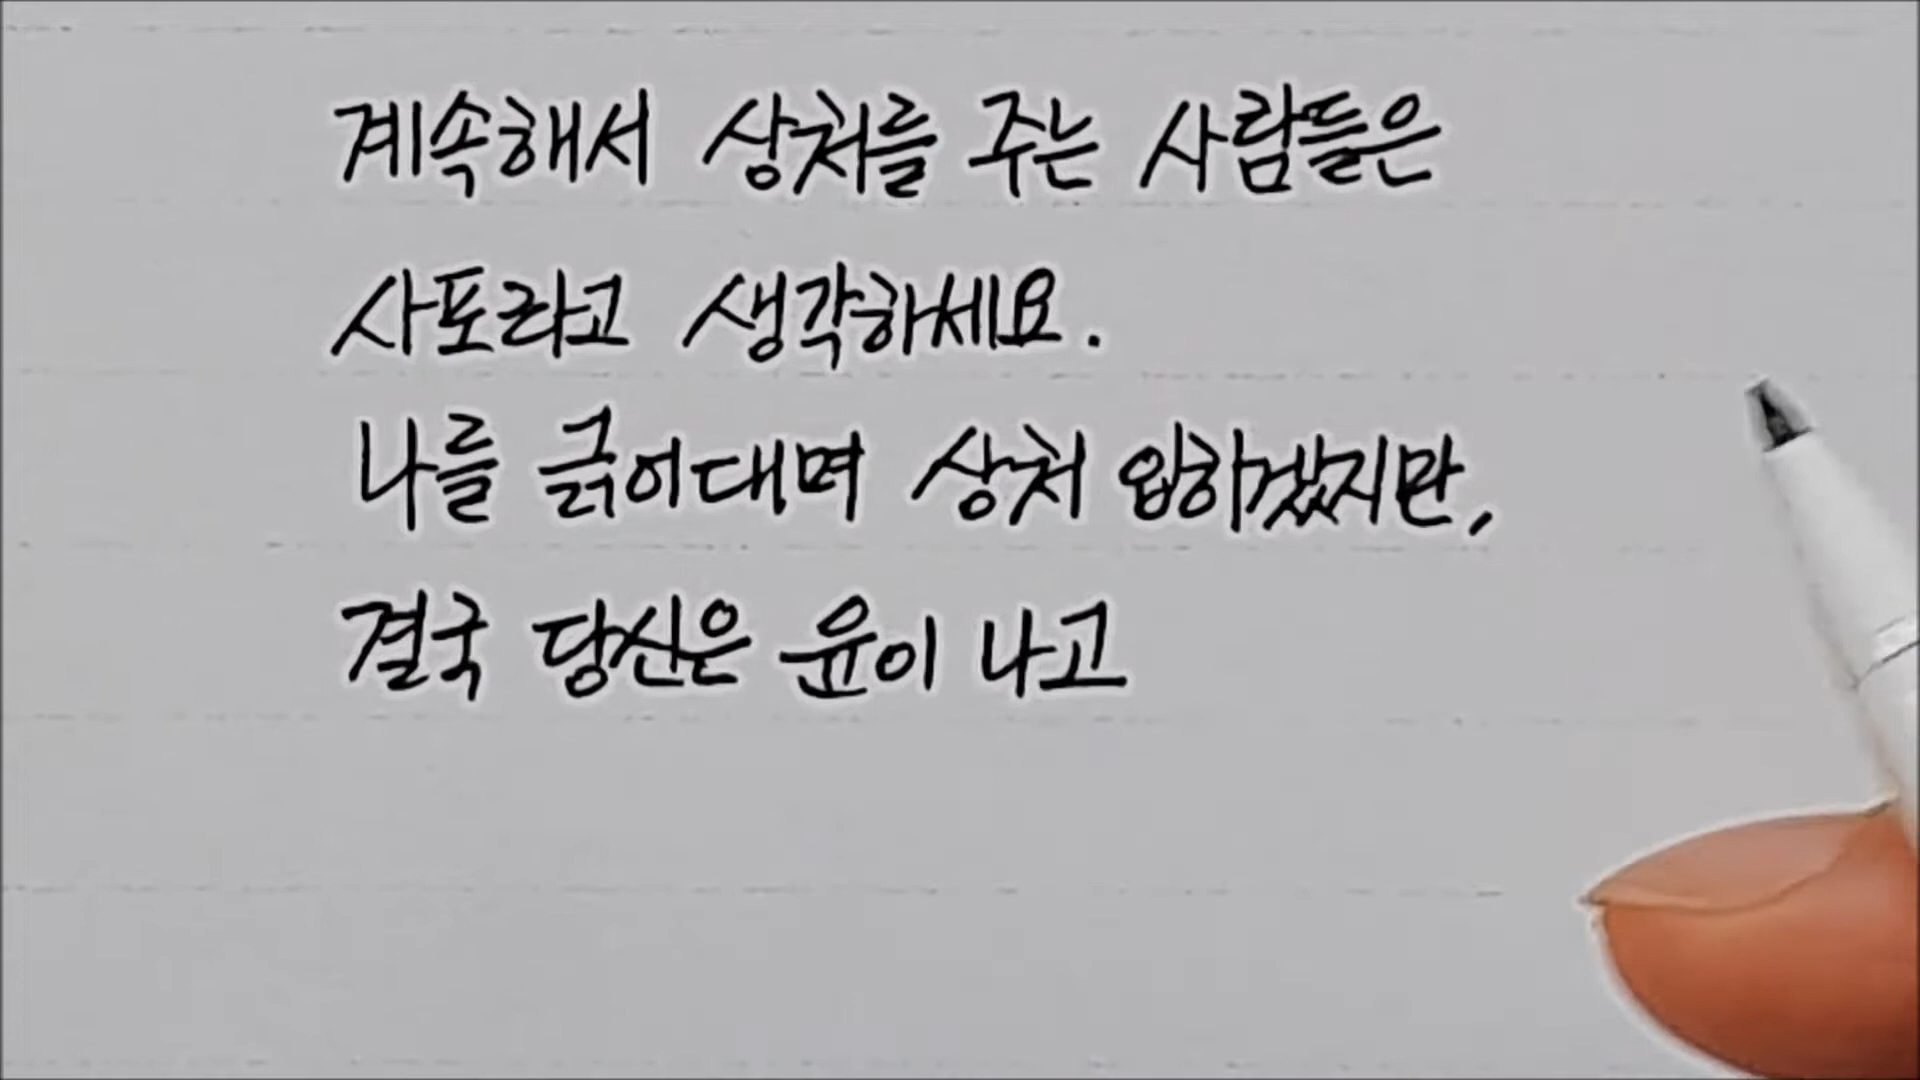 계속해서 상처를 주는 사람들은
사포라고 생각하세요.
나를 긁어대며 상처 입히겠지만,
결국 당신은 윤이 나고